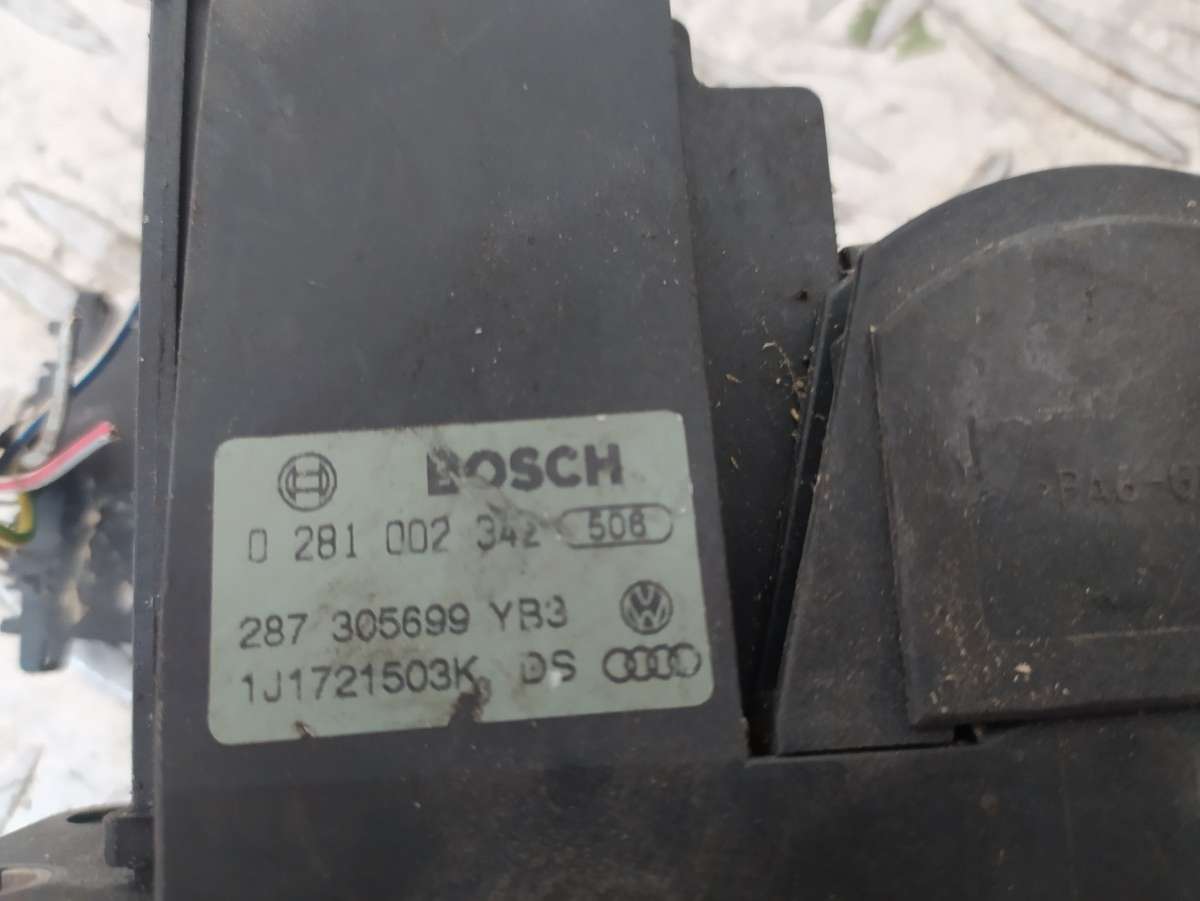 BOSCH
0 281 002 342 506
287 305699 YB3
1J1721503K DS